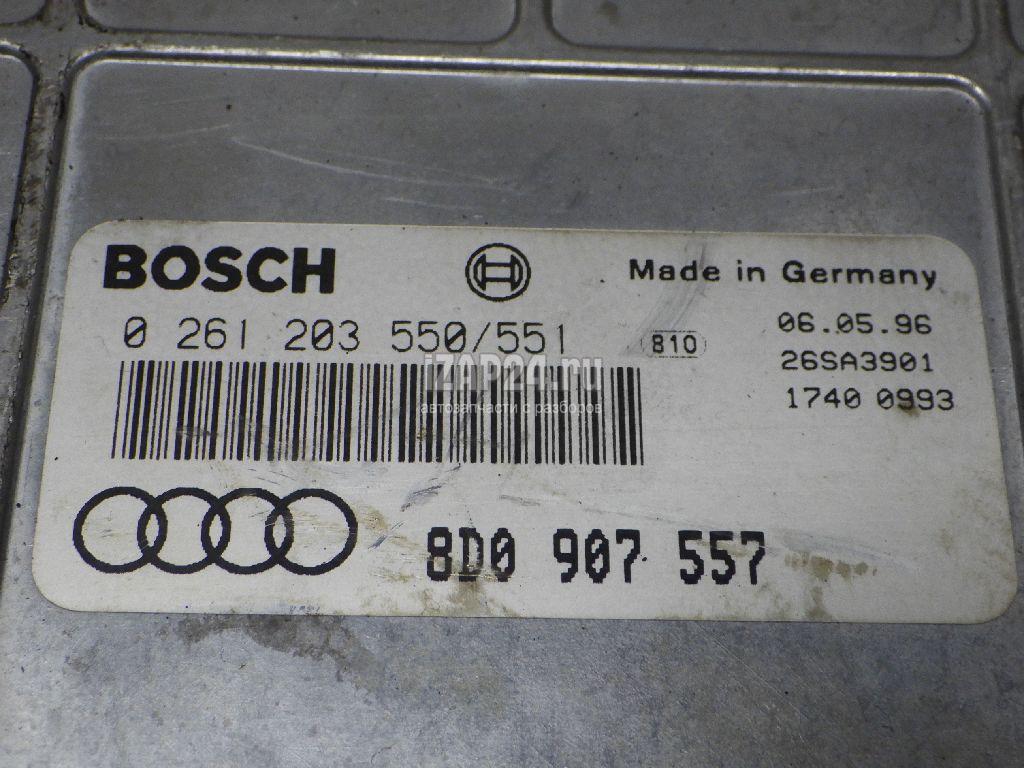 BOSCH
Made in Germany
0 261 203 550/551
810
06.05.96
26SA3901
1740 0993
iZAP24.ru
автозапчасти с разборов
8D0 907 557